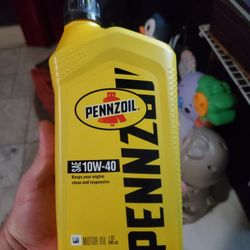 PENNZOIL
PENNZOIL
SAE 10W-40
Keeps your engine
clean and responsive
MOTOR OIL